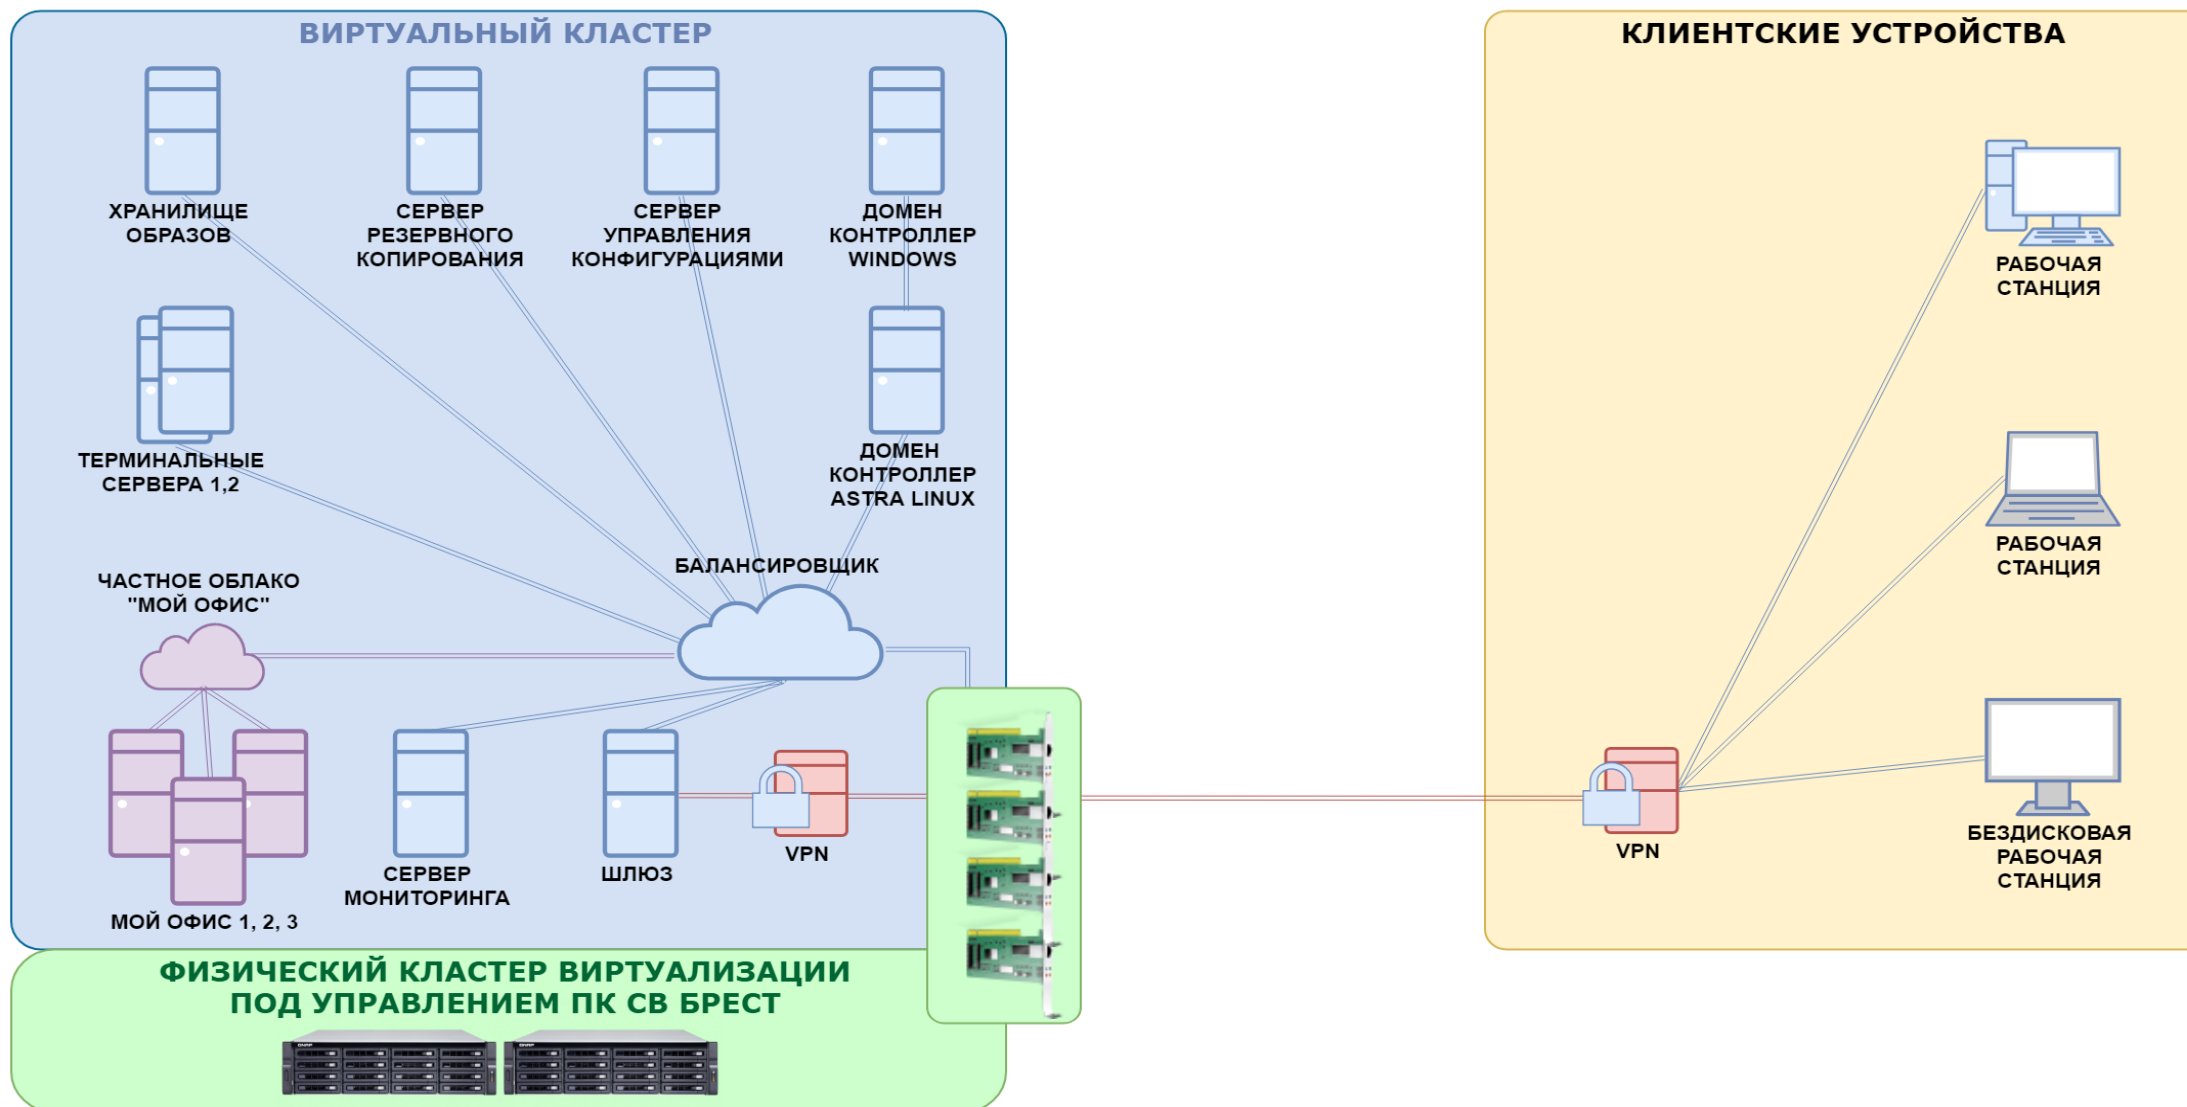 ВИРТУАЛЬНЫЙ КЛАСТЕР
ХРАНИЛИЩЕ
ОБРАЗОВ
СЕРВЕР
РЕЗЕРВНОГО
КОПИРОВАНИЯ
СЕРВЕР
УПРАВЛЕНИЯ
КОНФИГУРАЦИЯМИ
ДОМЕН
КОНТРОЛЛЕР
WINDOWS
ТЕРМИНАЛЬНЫЕ
СЕРВЕРА 1,2
ДОМЕН
КОНТРОЛЛЕР
ASTRA LINUX
БАЛАНСИРОВЩИК
ЧАСТНОЕ ОБЛАКО
"МОЙ ОФИС"
МОЙ ОФИС 1, 2, 3
СЕРВЕР
МОНИТОРИНГА
ШЛЮЗ
VPN
ФИЗИЧЕСКИЙ КЛАСТЕР ВИРТУАЛИЗАЦИИ
ПОД УПРАВЛЕНИЕМ ПК СВ БРЕСТ
QNAP
QNAP
КЛИЕНТСКИЕ УСТРОЙСТВА
РАБОЧАЯ
СТАНЦИЯ
РАБОЧАЯ
СТАНЦИЯ
VPN
БЕЗДИСКОВАЯ
РАБОЧАЯ
СТАНЦИЯ